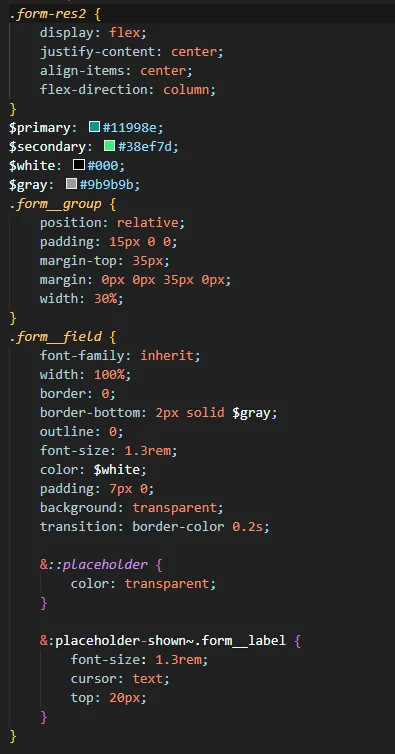 .form-res2 {
display: flex;
justify-content: center;
align-items: center;
flex-direction: column;
}
$primary: #11998e;
$secondary: #38ef7d;
$white: #000;
$gray: #9b9b9b;
.form__group {
position: relative;
padding: 15px 0 0;
margin-top: 35px;
margin: 0px 0px 35px 0px;
width: 30%;
}
.form__field {
font-family: inherit;
width: 100%;
border: 0;
border-bottom: 2px solid $gray;
outline: 0;
font-size: 1.3rem;
color: $white;
padding: 7px 0;
background: transparent;
transition: border-color 0.2s;
&::placeholder {
color: transparent;
}
&:placeholder-shown~.form__label {
font-size: 1.3rem;
cursor: text;
top: 20px;
}
}